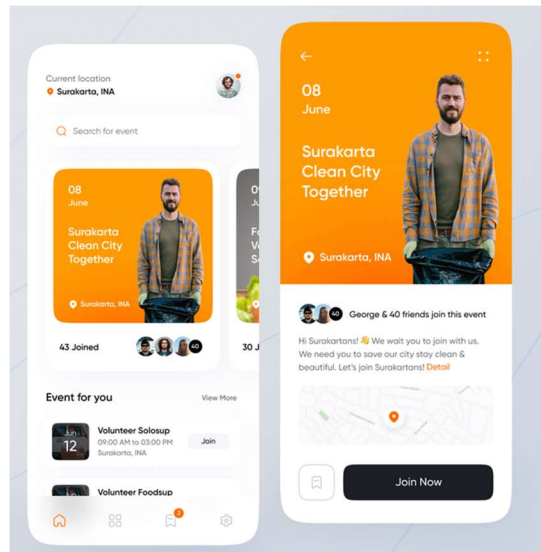 Current location
Surakarta, INA
Search for event
08
June
Surakarta
Clean City
Together
Surakarta, INA
43 Joined
40
30 J
Event for you
View More
Jun
12
Volunteer Solosup
09:00 AM to 03:00 PM
Surakarta, INA
Join
Volunteer Foodsup
2
08
June
Surakarta
Clean City
Together
Surakarta, INA
40
George & 40 friends join this event
Hi Surakartans! 👋 We wait you to join with us.
We need you to save our city stay clean &
beautiful. Let's join Surakartans! Detail
Join Now